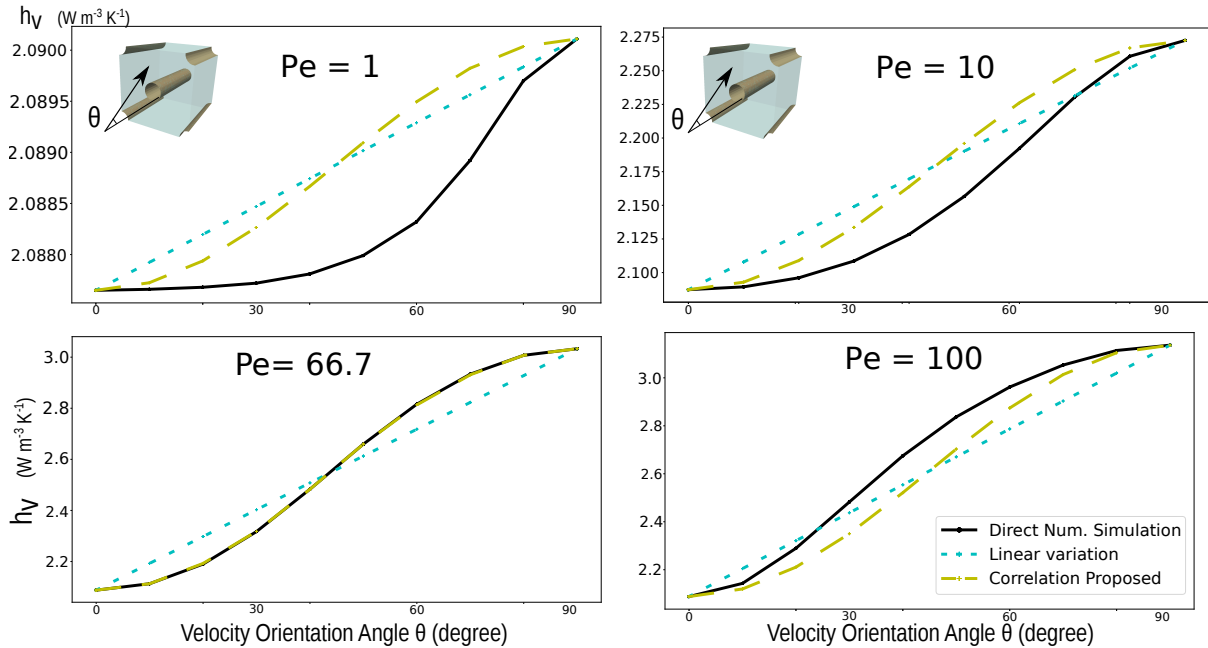 hᵥ (W m⁻³ K⁻¹)
2.0900
2.0895
2.0890
2.0885
2.0880
Pe = 1
θ
0 30 60 90
2.275
2.250
2.225
2.200
2.175
2.150
2.125
2.100
Pe = 10
θ
0 30 60 90
hᵥ (W m⁻³ K⁻¹)
3.0
2.8
2.6
2.4
2.2
Pe= 66.7
0 30 60 90
Velocity Orientation Angle θ (degree)
3.0
2.8
2.6
2.4
2.2
Pe = 100
Direct Num. Simulation
Linear variation
Correlation Proposed
0 30 60 90
Velocity Orientation Angle θ (degree)